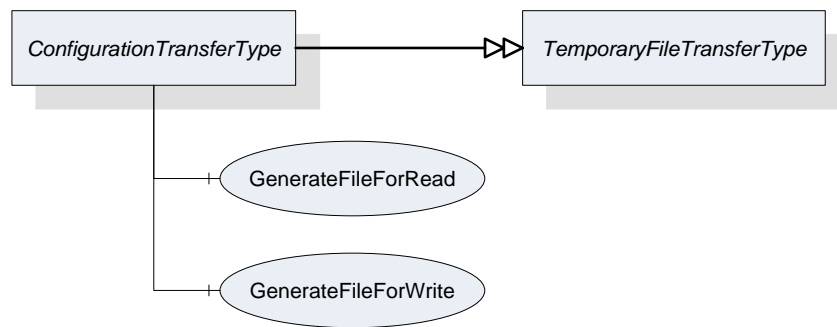 ConfigurationTransferType
TemporaryFileTransferType
GenerateFileForRead
GenerateFileForWrite